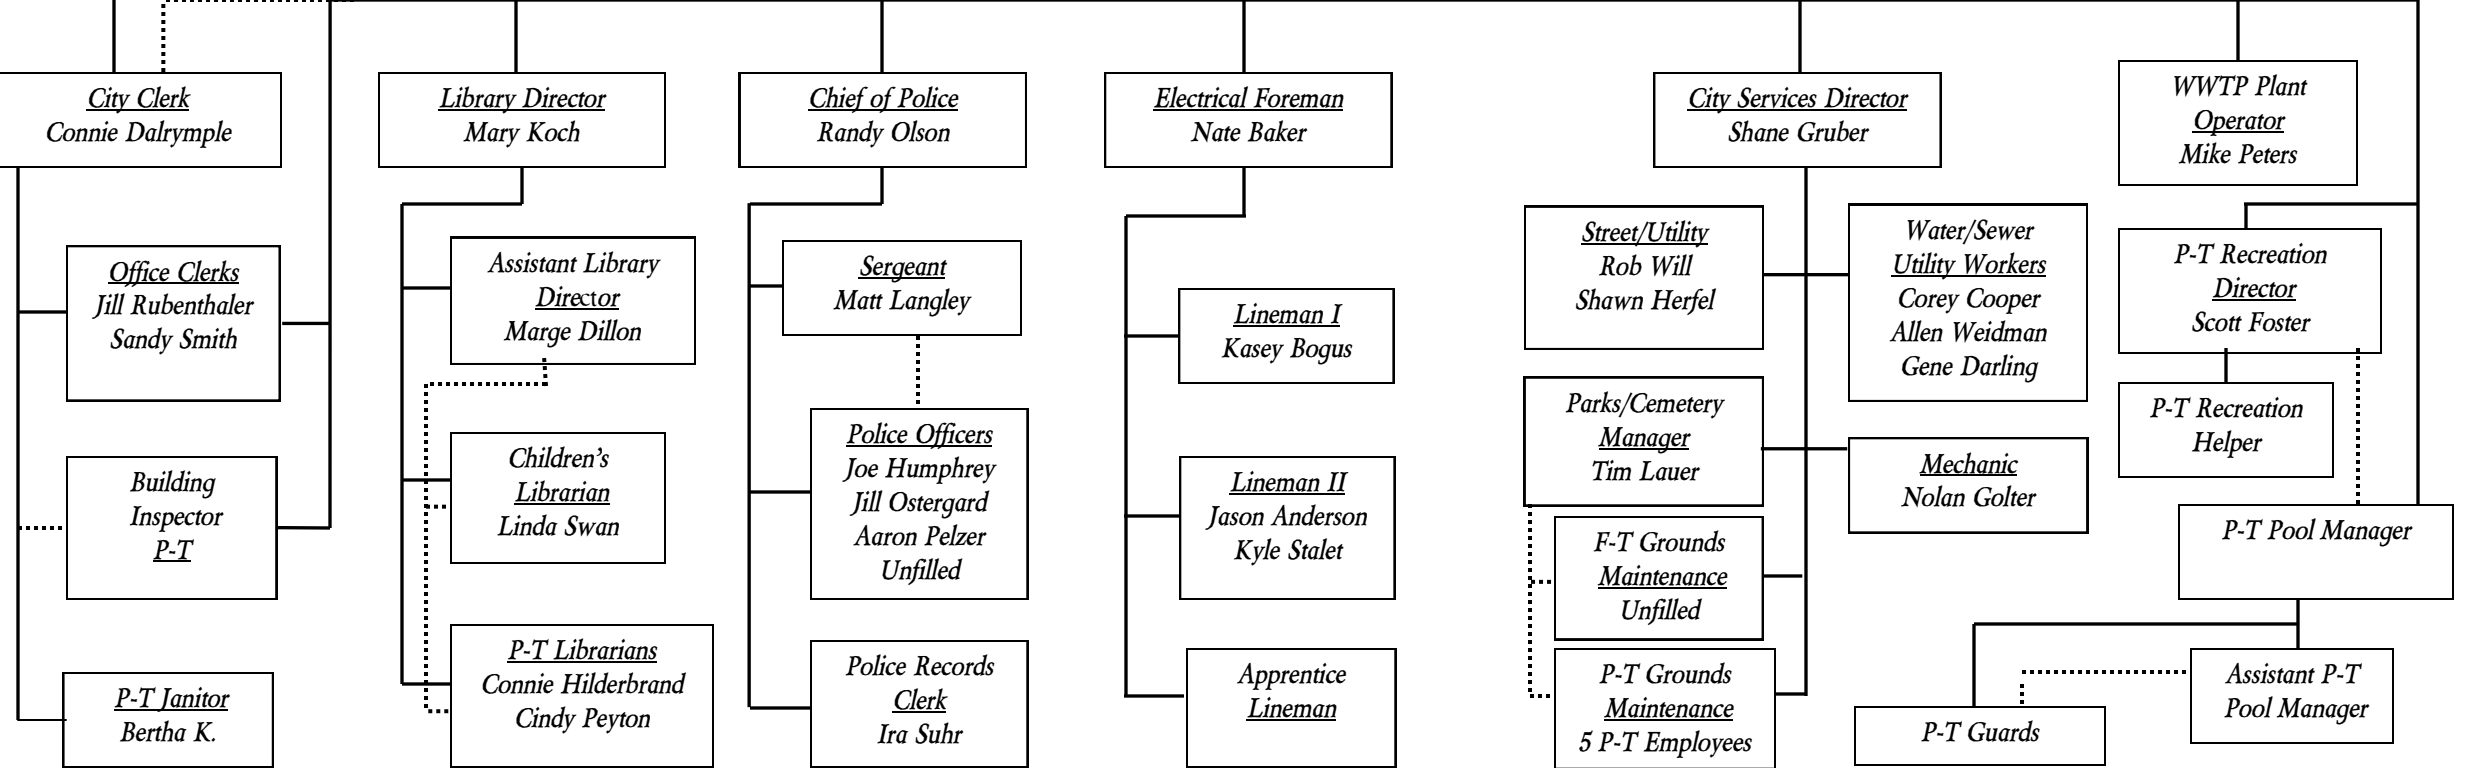 City Clerk
Connie Dalrymple
Office Clerks
Jill Rubenthaler
Sandy Smith
Building
Inspector
P-T
P-T Janitor
Bertha K.
Library Director
Mary Koch
Assistant Library
Director
Marge Dillon
Children's
Librarian
Linda Swan
P-T Librarians
Connie Hilderbrand
Cindy Peyton
Chief of Police
Randy Olson
Sergeant
Matt Langley
Police Officers
Joe Humphrey
Jill Ostergard
Aaron Pelzer
Unfilled
Police Records
Clerk
Ira Suhr
Electrical Foreman
Nate Baker
Lineman I
Kasey Bogus
Lineman II
Jason Anderson
Kyle Stalet
Apprentice
Lineman
City Services Director
Shane Gruber
Street/Utility
Rob Will
Shawn Herfel
Parks/Cemetery
Manager
Tim Lauer
F-T Grounds
Maintenance
Unfilled
P-T Grounds
Maintenance
5 P-T Employees
Water/Sewer
Utility Workers
Corey Cooper
Allen Weidman
Gene Darling
Mechanic
Nolan Golter
WWTP Plant
Operator
Mike Peters
P-T Recreation
Director
Scott Foster
P-T Recreation
Helper
P-T Pool Manager
Assistant P-T
Pool Manager
P-T Guards